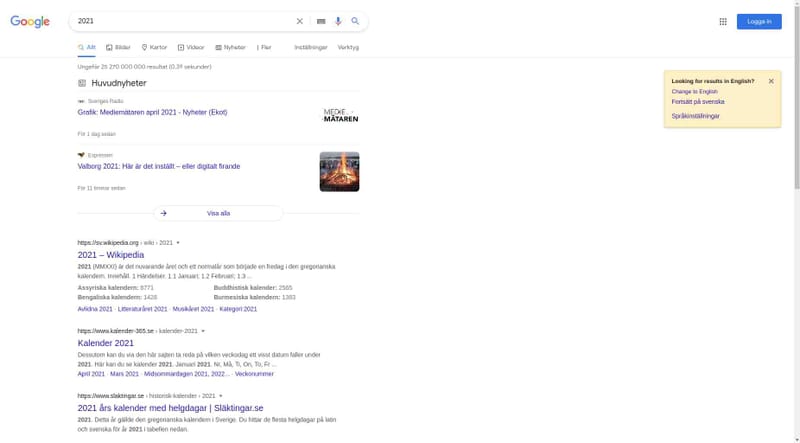 Google
2021
Logga in
Allt
Bilder
Kartor
Videor
Nyheter
Fler
Inställningar
Verktyg
Ungefär 25 270 000 000 resultat (0,39 sekunder)
Huvudnyheter
Sveriges Radio
Grafik: Mediemätaren april 2021 - Nyheter (Ekot)
För 1 dag sedan
MEDIE
MÄTAREN
Expressen
Valborg 2021: Här är det inställt – eller digitalt firande
För 11 timmar sedan
Visa alla
https://sv.wikipedia.org › wiki › 2021
2021 – Wikipedia
2021 (MMXXI) är det nuvarande året och ett normalår som började en fredag i den gregorianska
kalendern. Innehåll. 1 Händelser. 1.1 Januari; 1.2 Februari; 1.3 ...
Assyriska kalendern: 6771
Buddhistisk kalender: 2565
Bengaliska kalendern: 1428
Burmesiska kalendern: 1383
Avlidna 2021 · Litteraturåret 2021 · Musikåret 2021 · Kategori:2021
https://www.kalender-365.se › kalender-2021
Kalender 2021
Dessutom kan du via den här sajten ta reda på vilken veckodag ett visst datum faller under
2021. Här kan du se kalender 2021. Januari 2021. Nr, Må, Ti, On, To, Fr ...
April 2021 · Mars 2021 · Midsommardagen 2021, 2022... · Veckonummer
https://www.slaktingar.se › historisk-kalender › 2021
2021 års kalender med helgdagar | Släktingar.se
2021. Detta år gällde den gregorianska kalendern i Sverige. Du hittar de flesta helgdagar på latin
och svenska för år 2021 i tabellen nedan.
Looking for results in English?
Change to English
Fortsätt på svenska
Språkinställningar